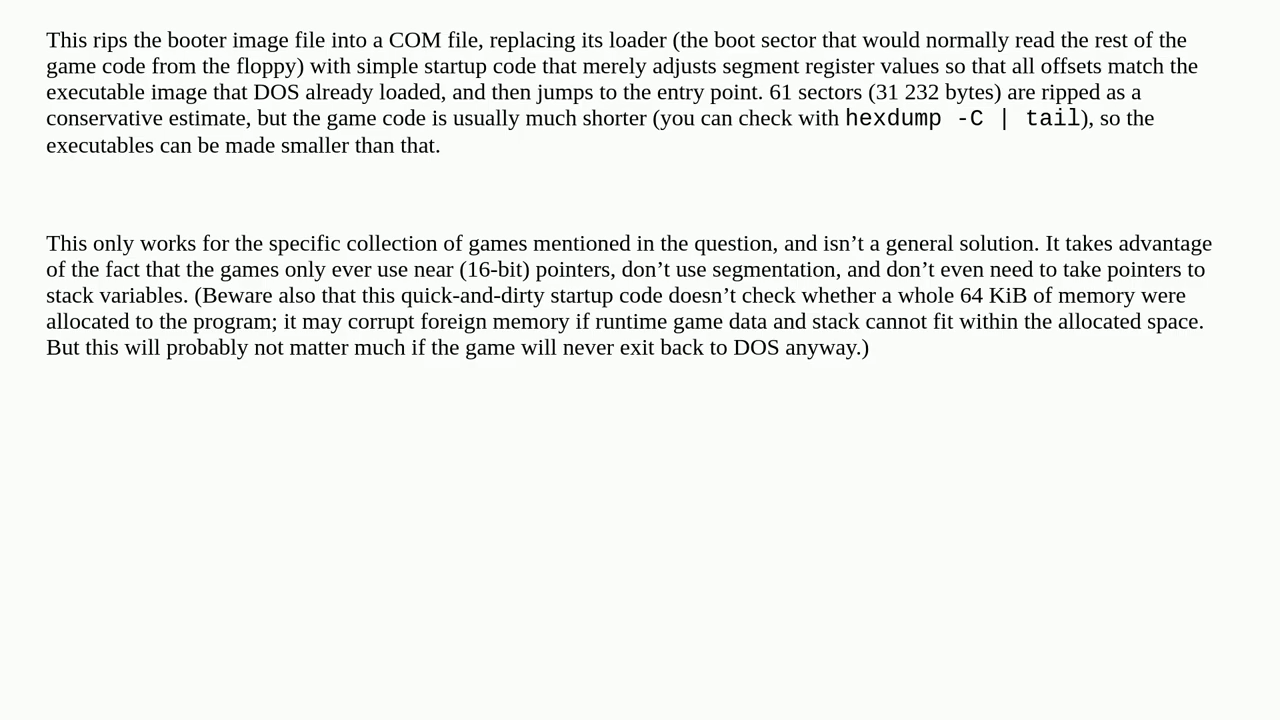 This rips the booter image file into a COM file, replacing its loader (the boot sector that would normally read the rest of the
game code from the floppy) with simple startup code that merely adjusts segment register values so that all offsets match the
executable image that DOS already loaded, and then jumps to the entry point. 61 sectors (31 232 bytes) are ripped as a
conservative estimate, but the game code is usually much shorter (you can check with hexdump -C | tail), so the
executables can be made smaller than that.
This only works for the specific collection of games mentioned in the question, and isn’t a general solution. It takes advantage
of the fact that the games only ever use near (16-bit) pointers, don’t use segmentation, and don’t even need to take pointers to
stack variables. (Beware also that this quick-and-dirty startup code doesn’t check whether a whole 64 KiB of memory were
allocated to the program; it may corrupt foreign memory if runtime game data and stack cannot fit within the allocated space.
But this will probably not matter much if the game will never exit back to DOS anyway.)